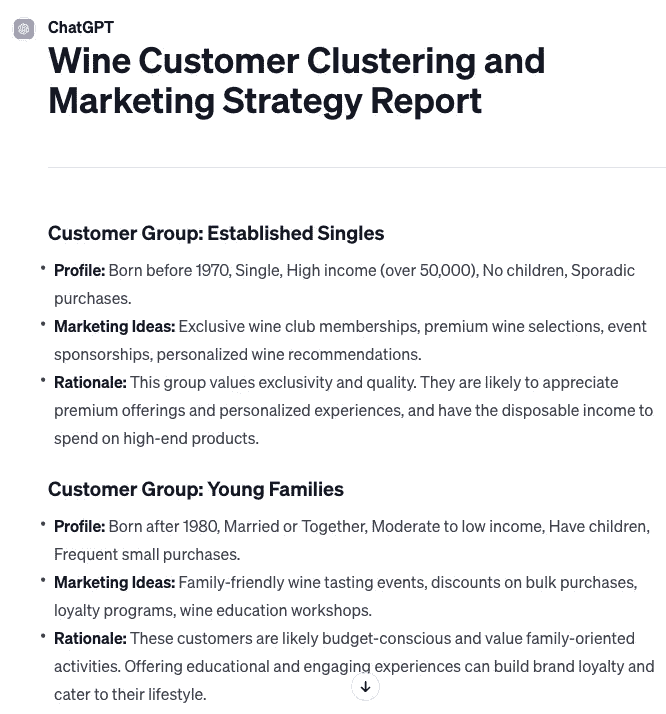 ChatGPT
Wine Customer Clustering and
Marketing Strategy Report
Customer Group: Established Singles
• Profile: Born before 1970, Single, High income (over 50,000), No children, Sporadic
purchases.
• Marketing Ideas: Exclusive wine club memberships, premium wine selections, event
sponsorships, personalized wine recommendations.
• Rationale: This group values exclusivity and quality. They are likely to appreciate
premium offerings and personalized experiences, and have the disposable income to
spend on high-end products.
Customer Group: Young Families
• Profile: Born after 1980, Married or Together, Moderate to low income, Have children,
Frequent small purchases.
• Marketing Ideas: Family-friendly wine tasting events, discounts on bulk purchases,
loyalty programs, wine education workshops.
• Rationale: These customers are likely budget-conscious and value family-oriented
activities. Offering educational and engaging experiences can build brand loyalty and
cater to their lifestyle.